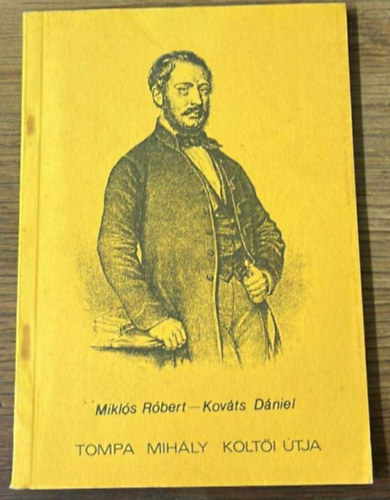 Miklós Róbert — Kováts Dániel
TOMPA MIHÁLY KÖLTŐI ÚTJA